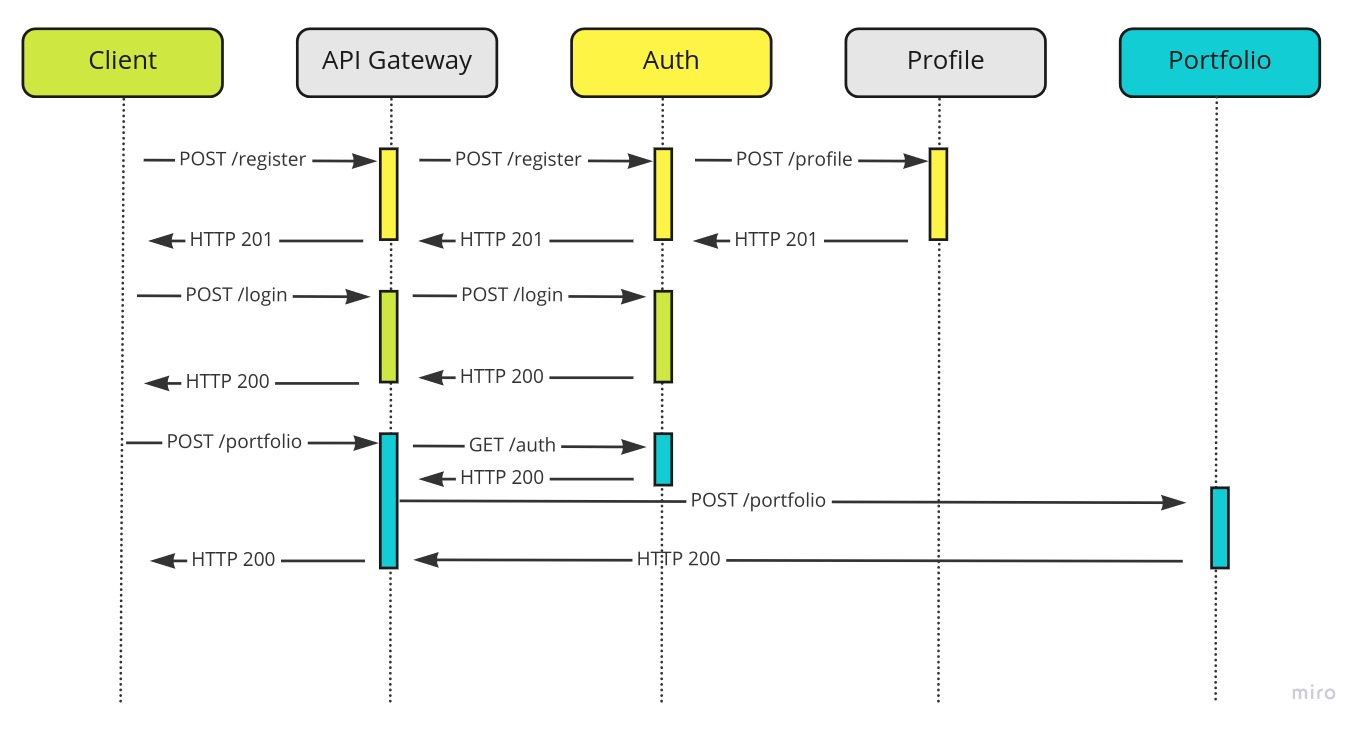 Client
API Gateway
Auth
Profile
Portfolio
POST /register
POST /register
POST /profile
HTTP 201
HTTP 201
HTTP 201
POST /login
POST /login
HTTP 200
HTTP 200
POST /portfolio
GET /auth
HTTP 200
POST /portfolio
HTTP 200
HTTP 200
miro